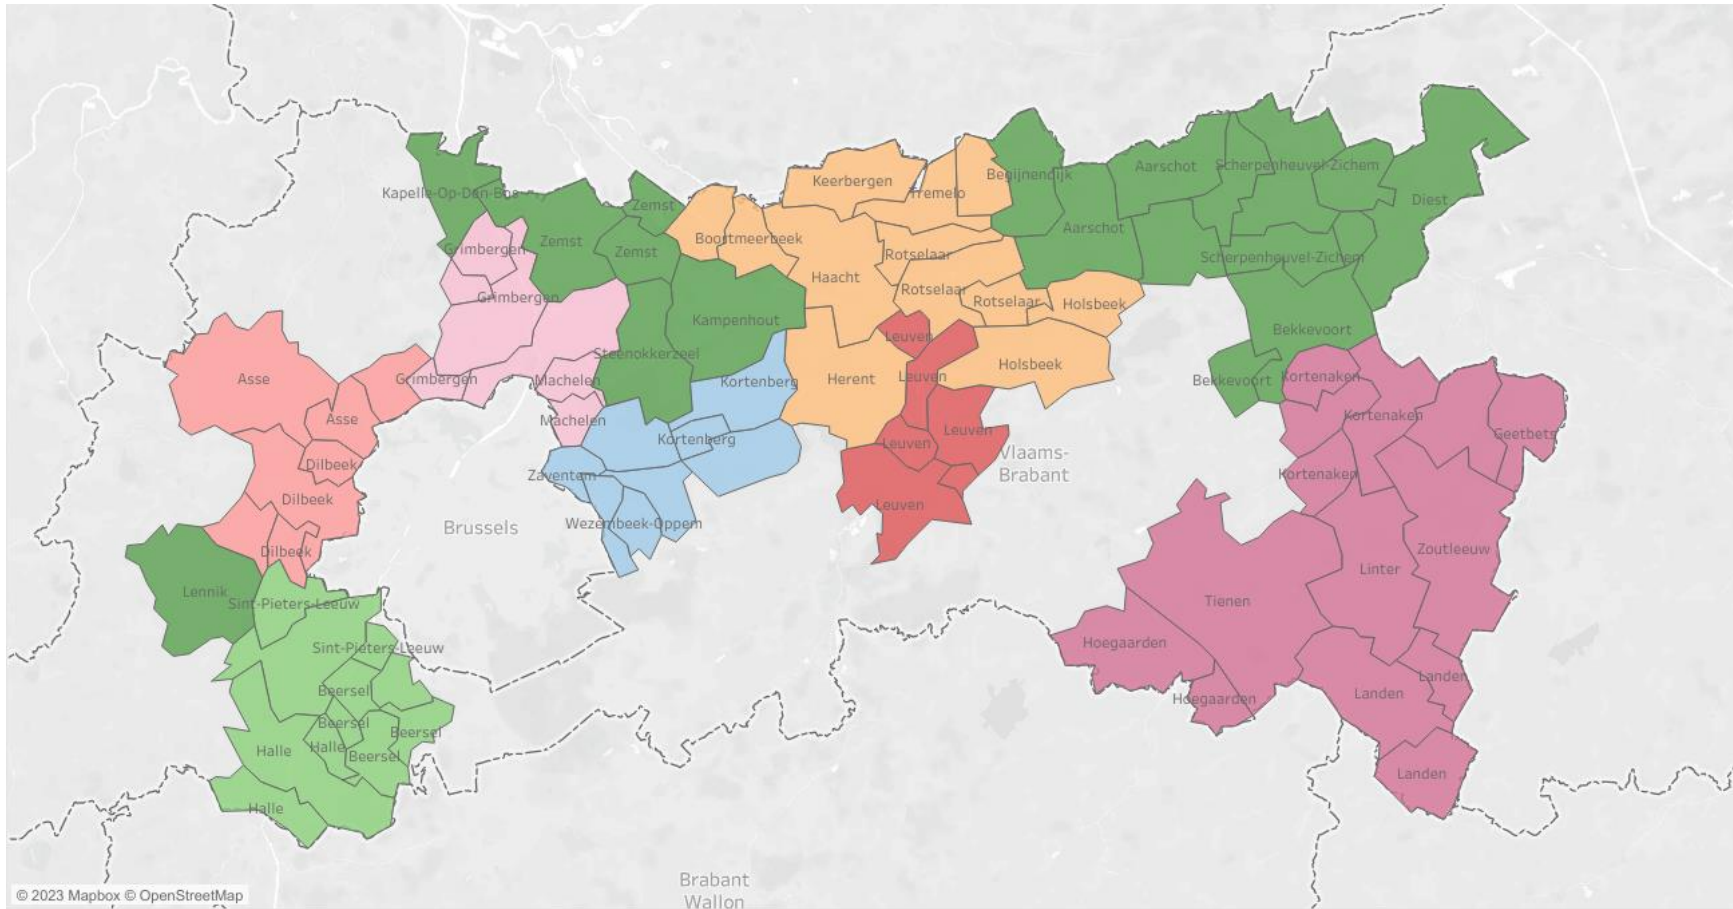 Keerbergen
Begijnendijk
Aarschot
Scherpenheuvel-Zichem
Kapelle-Op-Den-Bos
Tremelo
Diest
Zemst
Grimbergen
Zemst
Zemst
Boortmeerbeek
Aarschot
Rotselaar
Scherpenheuvel-Zichem
Haacht
Grimbergen
Rotselaar
Rotselaar
Holsbeek
Kampenhout
Bekkevoort
Leuven
Steenokkerzeel
Asse
Grimbergen
Machelen
Kortenberg
Herent
Leuven
Holsbeek
Bekkevoort
Kortenaken
Asse
Machelen
Kortenberg
Leuven
Leuven
Kortenaken
Geetbets
Dilbeek
Zaventem
Vlaams-
Brabant
Kortenaken
Dilbeek
Leuven
Brussels
Wezembeek-Oppem
Dilbeek
Zoutleeuw
Linter
Lennik
Sint-Pieters-Leeuw
Tienen
Sint-Pieters-Leeuw
Hoegaarden
Landen
Beersel
Landen
Hoegaarden
Beersel
Beersel
Halle
Halle
Beersel
Landen
Halle
Brabant
Wallon
© 2023 Mapbox © OpenStreetMap